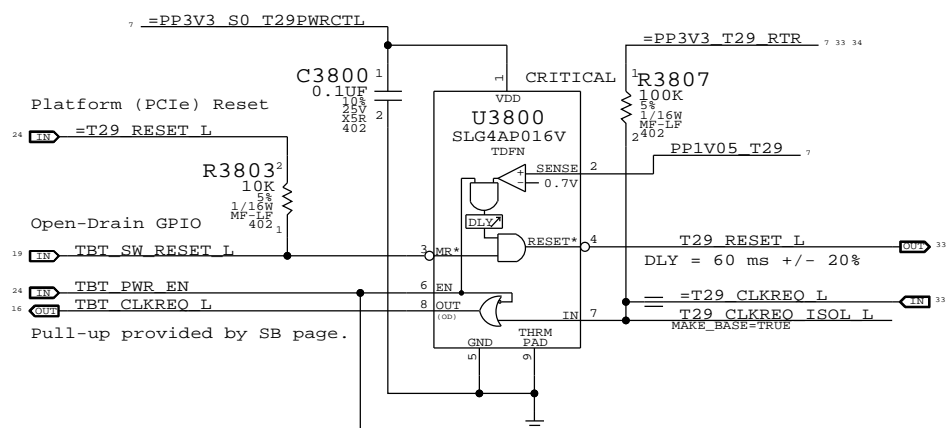 7 =PP3V3_S0_T29PWRCTL
=PP3V3_T29_RTR 7 33 34
C3800 1
0.1UF
10%
25V
X5R
402
2
1
VDD
CRITICAL
1 R3807
100K
5%
1/16W
MF-LF
2 402
U3800
SLG4AP016V
TDFN
Platform (PCIe) Reset
24 IN =T29_RESET_L
PP1V05_T29 7
SENSE 2
+
-
0.7V
R3803 2
10K
5%
1/16W
MF-LF
402 1
DLY
Open-Drain GPIO
19 IN TBT_SW_RESET_L
3 MR*
RESET* 4
T29_RESET_L OUT 33
DLY = 60 ms +/- 20%
24 IN TBT_PWR_EN
6 EN
16 OUT TBT_CLKREQ_L
8 OUT
(OD)
=T29_CLKREQ_L IN 33
IN 7
T29_CLKREQ_ISOL_L
MAKE_BASE=TRUE
Pull-up provided by SB page.
GND
5
THRM
PAD
9